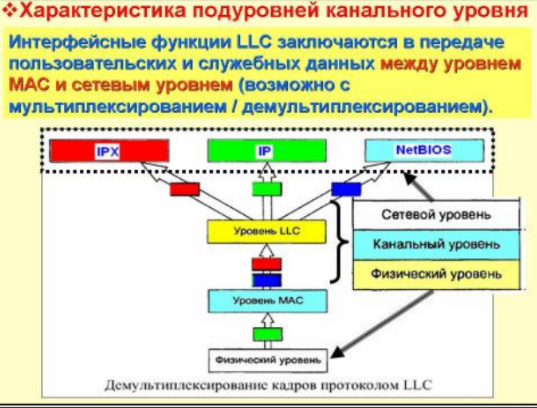 ❖Характеристика подуровней канального уровня
Интерфейсные функции LLC заключаются в передаче
пользовательских и служебных данных между уровнем
MAC и сетевым уровнем (возможно с
мультиплексированием / демультиплексированием).
IPX
IP
NetBIOS
Сетевой уровень
Уровень LLC
Канальный уровень
Физический уровень
Уровень MAC
Физический уровень
Демультиплексирование кадров протоколом LLC